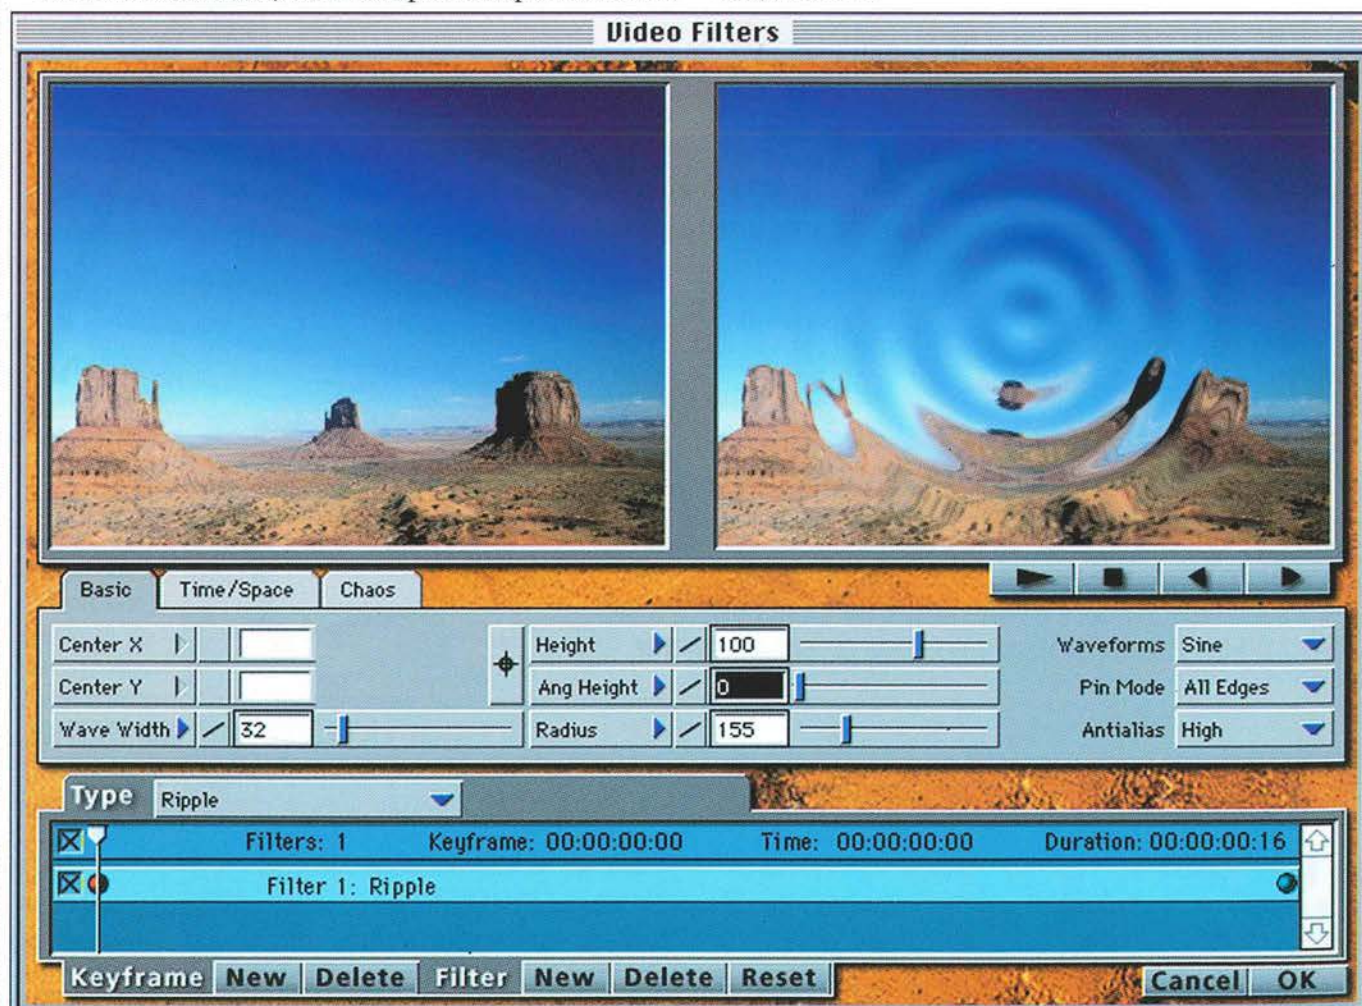 Video Filters
Basic Time/Space Chaos
Center X Height 100 Waveforms Sine
Center Y Ang Height 0 Pin Mode All Edges
Wave Width 32 Radius 155 Antialias High
Type Ripple
Filters: 1 Keyframe: 00:00:00:00 Time: 00:00:00:00 Duration: 00:00:00:16
Filter 1: Ripple
Keyframe New Delete Filter New Delete Reset Cancel OK